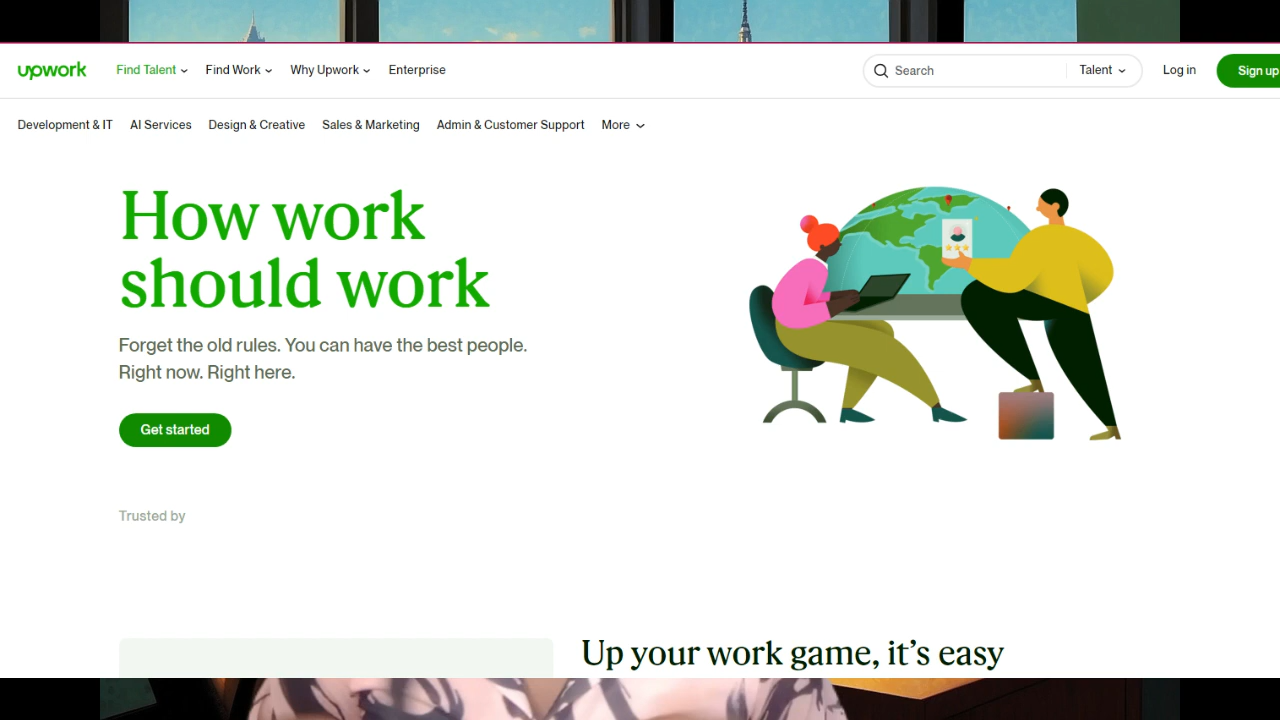 upwork Find Talent Find Work Why Upwork Enterprise Search Talent Log in Sign up
Development & IT AI Services Design & Creative Sales & Marketing Admin & Customer Support More
How work
should work
Forget the old rules. You can have the best people.
Right now. Right here.
Get started
Trusted by
Up your work game, it’s easy